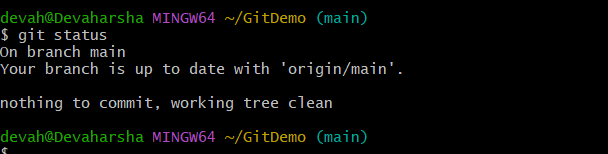 devah@Devaharsha MINGW64 ~/GitDemo (main)
$ git status
On branch main
Your branch is up to date with 'origin/main'.
nothing to commit, working tree clean
devah@Devaharsha MINGW64 ~/GitDemo (main)
$